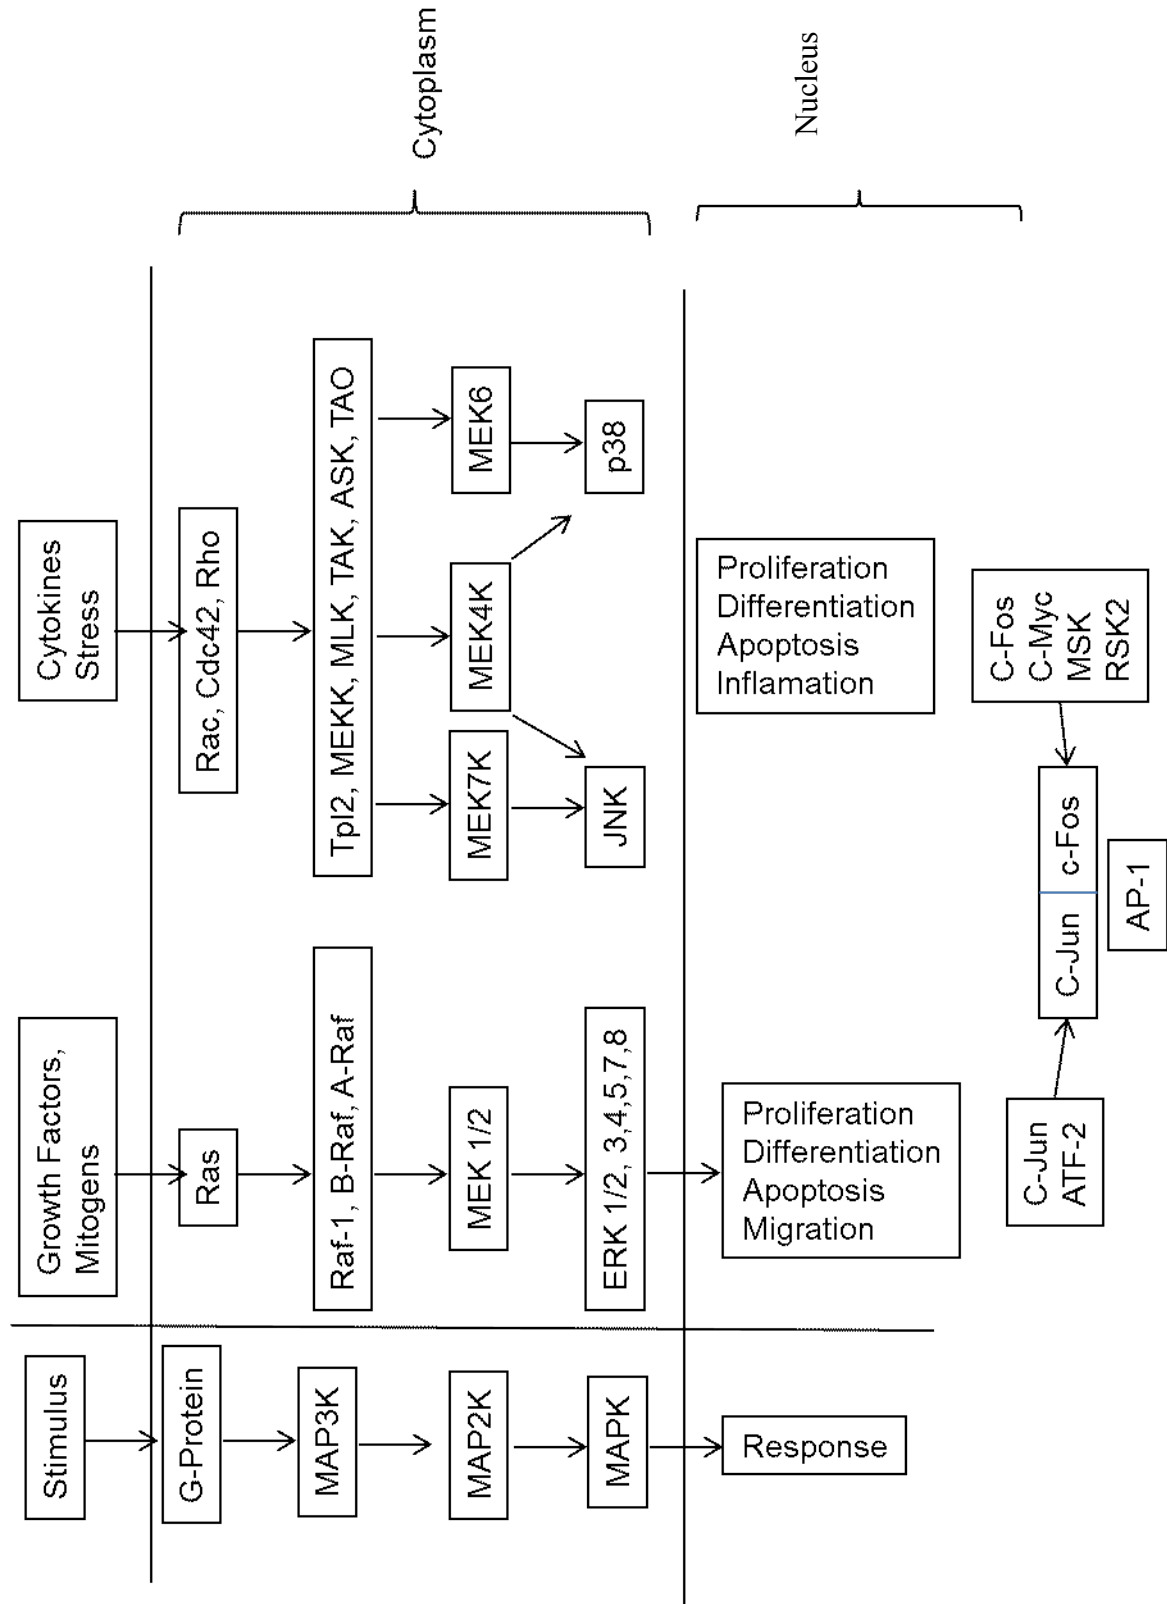 Stimulus
G-Protein
MAP3K
MAP2K
MAPK
Response
Growth Factors,
Mitogens
Ras
Raf-1, B-Raf, A-Raf
MEK 1/2
ERK 1/2, 3,4,5,7,8
Proliferation
Differentiation
Apoptosis
Migration
Cytokines
Stress
Rac, Cdc42, Rho
Tpl2, MEKK, MLK, TAK, ASK, TAO
MEK7K
MEK4K
MEK6
JNK
p38
Proliferation
Differentiation
Apoptosis
Inflamation
C-Jun
ATF-2
C-Jun
c-Fos
AP-1
C-Fos
C-Myc
MSK
RSK2
Cytoplasm
Nucleus